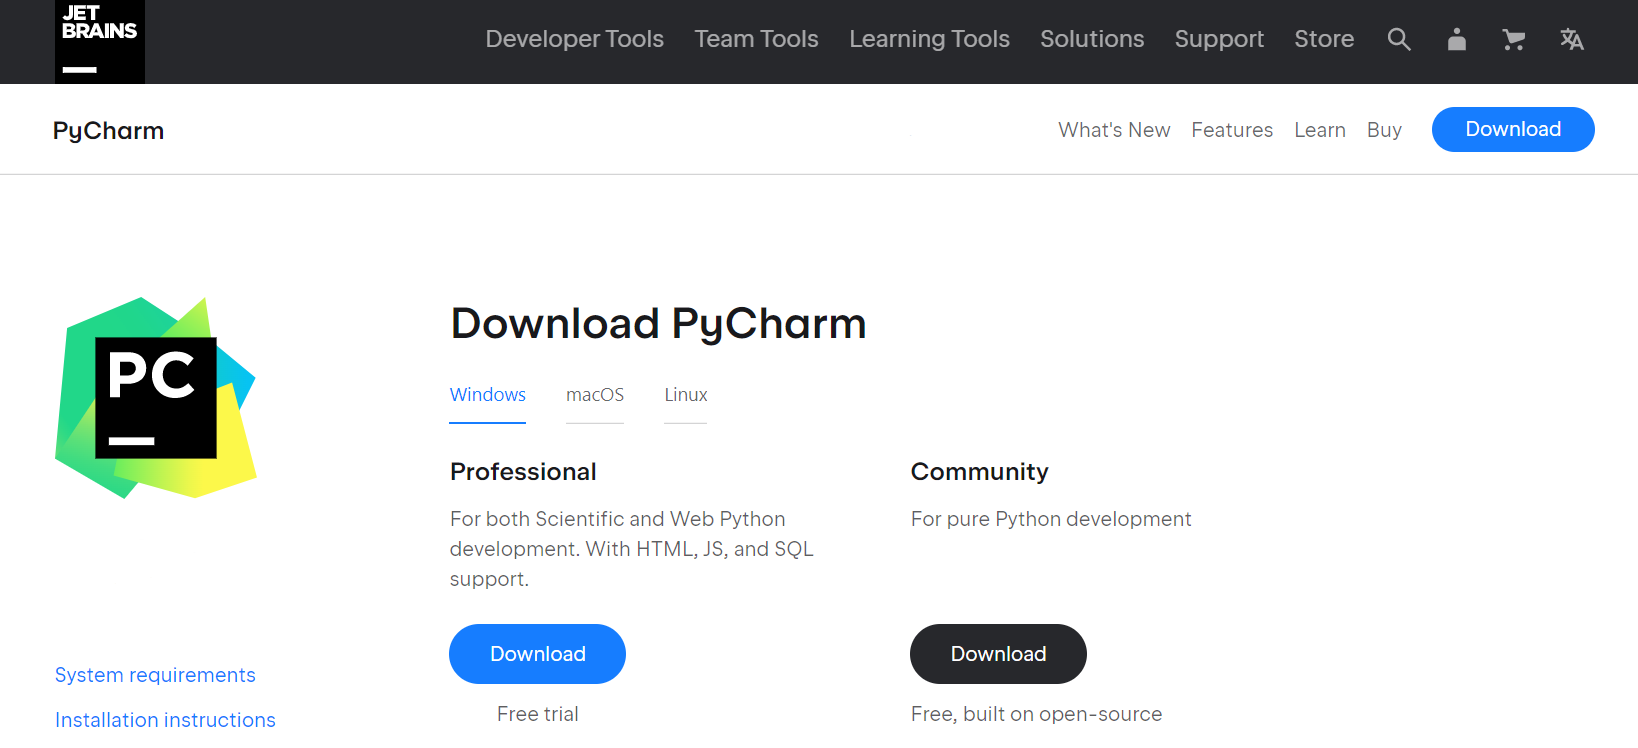 JET
BRAINS
Developer Tools Team Tools Learning Tools Solutions Support Store
PyCharm
What's New Features Learn Buy Download
PC
Download PyCharm
Windows macOS Linux
Professional
For both Scientific and Web Python
development. With HTML, JS, and SQL
support.
Download
Free trial
Community
For pure Python development
Download
Free, built on open-source
System requirements
Installation instructions